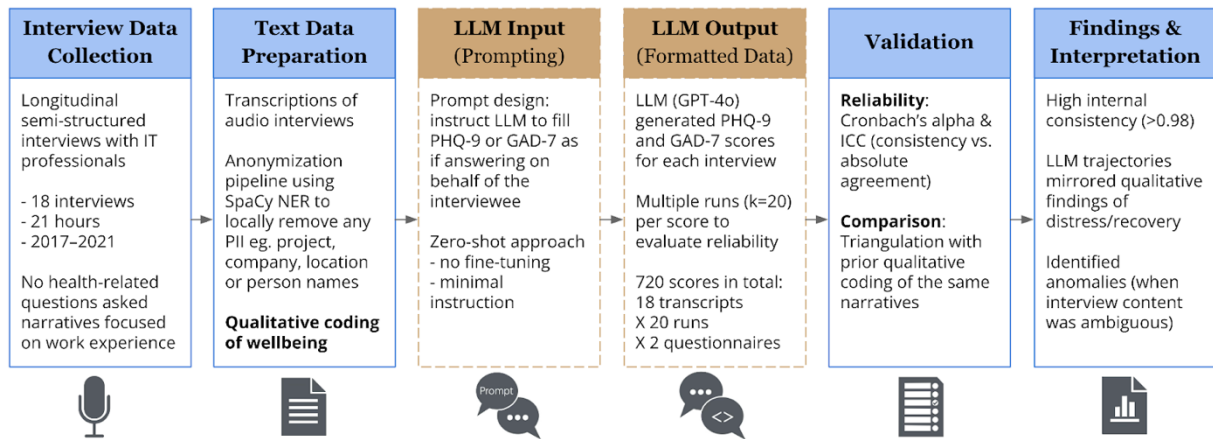 Interview Data
Collection
Longitudinal
semi-structured
interviews with IT
professionals
- 18 interviews
- 21 hours
- 2017–2021
No health-related
questions asked
narratives focused
on work experience
Text Data
Preparation
Transcriptions of
audio interviews
Anonymization
pipeline using
SpaCy NER to
locally remove any
PII eg. project,
company, location
or person names
Qualitative coding
of wellbeing
LLM Input
(Prompting)
Prompt design:
instruct LLM to fill
PHQ-9 or GAD-7 as
if answering on
behalf of the
interviewee
Zero-shot approach
- no fine-tuning
- minimal
instruction
Prompt
LLM Output
(Formatted Data)
LLM (GPT-4o)
generated PHQ-9
and GAD-7 scores
for each interview
Multiple runs (k=20)
per score to
evaluate reliability
720 scores in total:
18 transcripts
X 20 runs
X 2 questionnaires
<>
Validation
Reliability:
Cronbach's alpha &
ICC (consistency vs.
absolute
agreement)
Comparison:
Triangulation with
prior qualitative
coding of the same
narratives
Findings &
Interpretation
High internal
consistency (>0.98)
LLM trajectories
mirrored qualitative
findings of
distress/recovery
Identified
anomalies (when
interview content
was ambiguous)